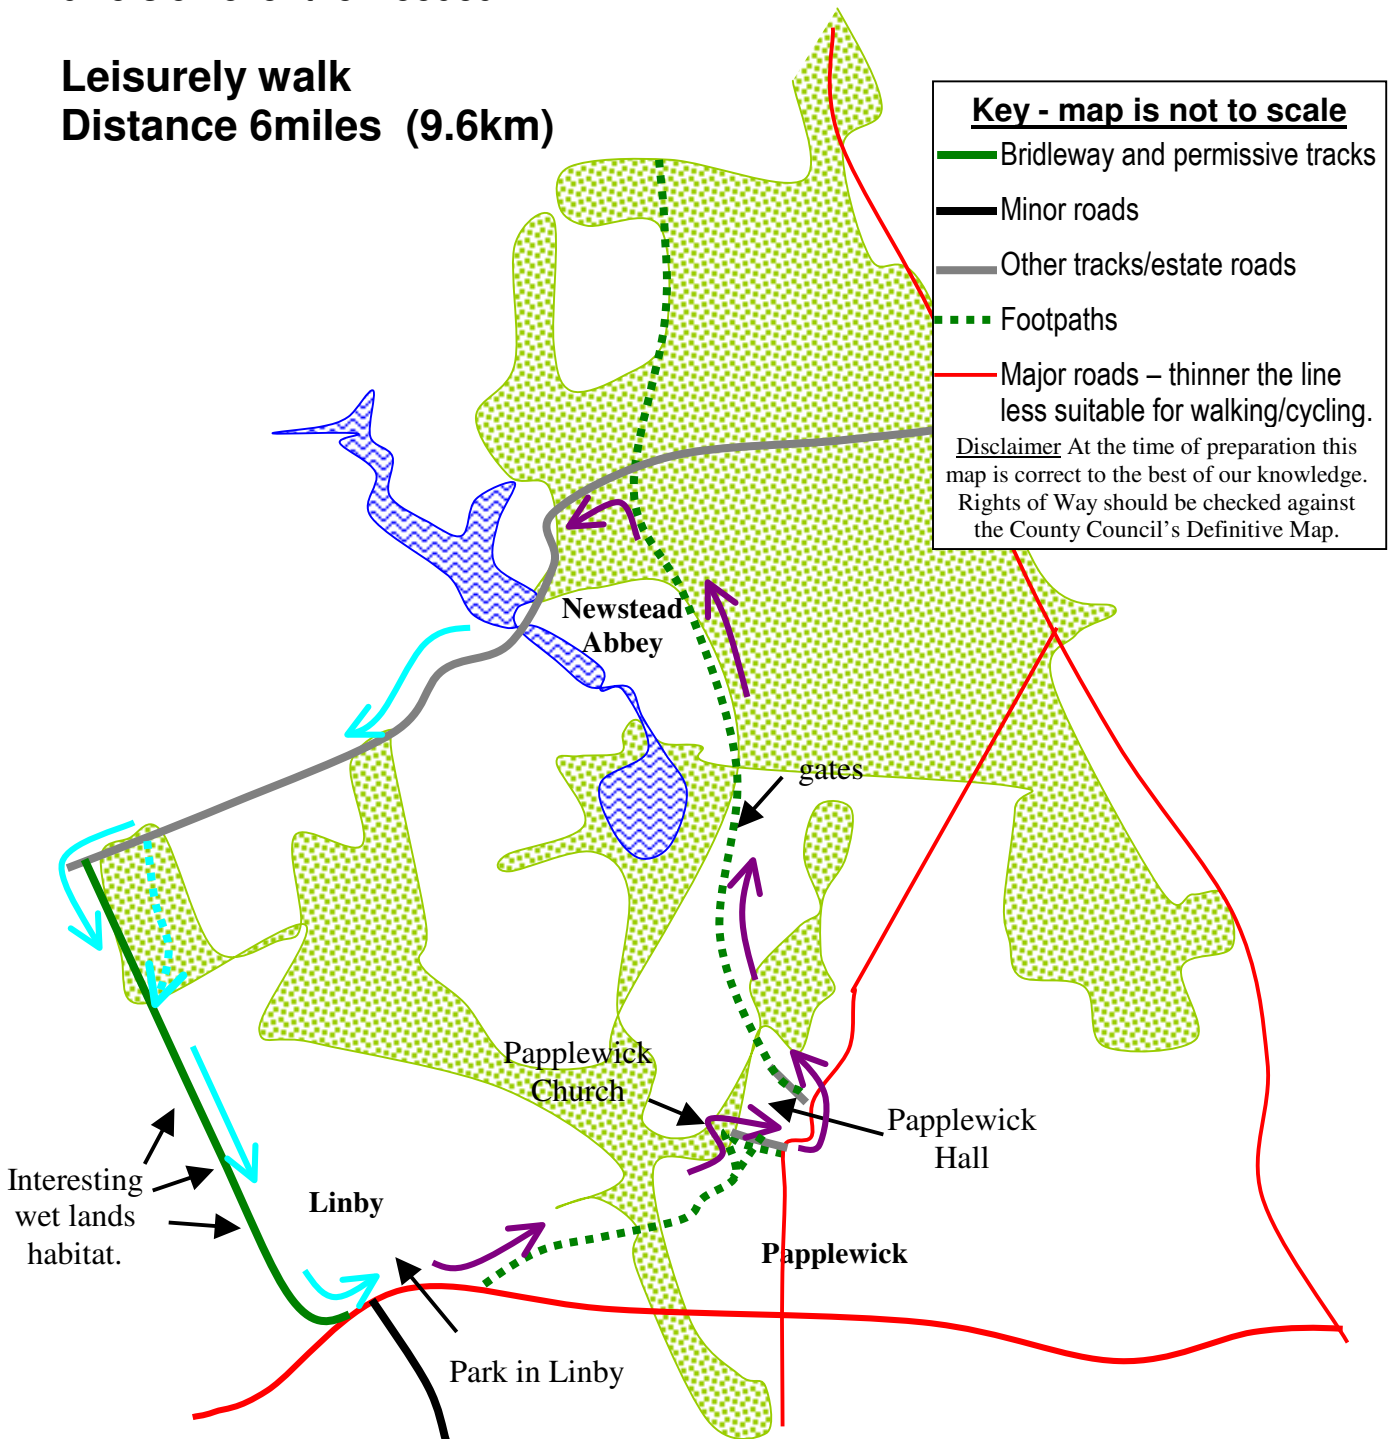 Leisurely walk
Distance 6miles (9.6km)
Key - map is not to scale
Bridleway and permissive tracks
Minor roads
Other tracks/estate roads
Footpaths
Major roads – thinner the line
less suitable for walking/cycling.
Disclaimer At the time of preparation this
map is correct to the best of our knowledge.
Rights of Way should be checked against
the County Council's Definitive Map.
Newstead
Abbey
gates
Papplewick
Church
Papplewick
Hall
Interesting
wet lands
habitat.
Linby
Papplewick
Park in Linby